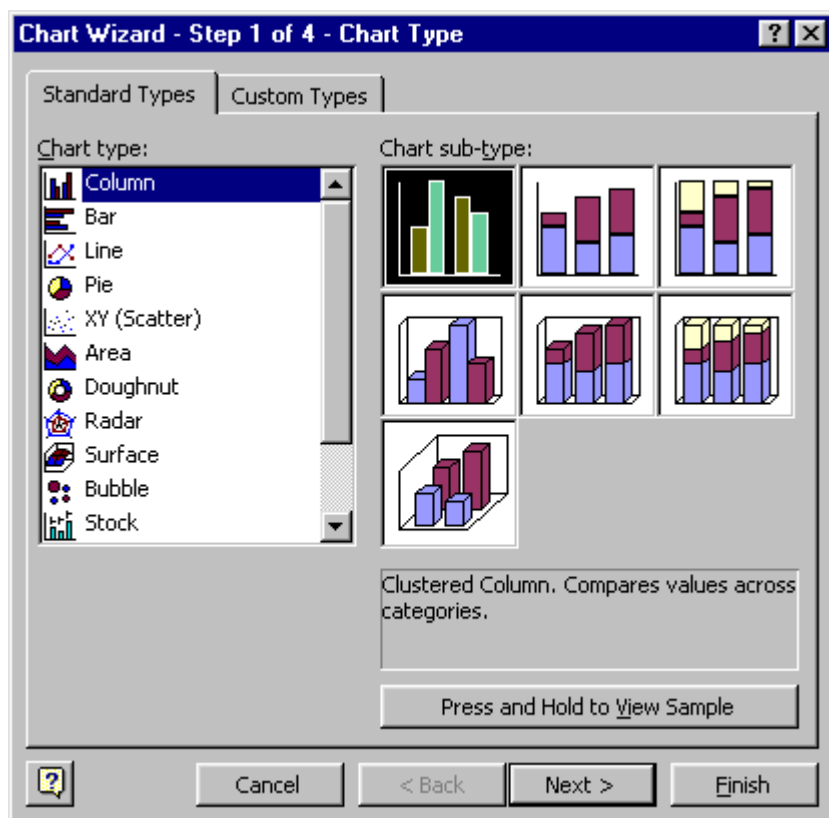 Chart Wizard - Step 1 of 4 - Chart Type
Standard Types
Custom Types
Chart type:
Column
Bar
Line
Pie
XY (Scatter)
Area
Doughnut
Radar
Surface
Bubble
Stock
Chart sub-type:
Clustered Column. Compares values across
categories.
Press and Hold to View Sample
Cancel
< Back
Next >
Finish